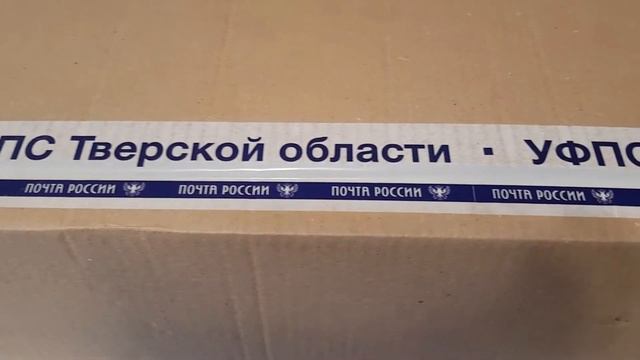 ПС Тверской области · УФПС
ПОЧТА РОССИИ ПОЧТА РОССИИ ПОЧТА РОССИИ ПОЧТА РОССИИ